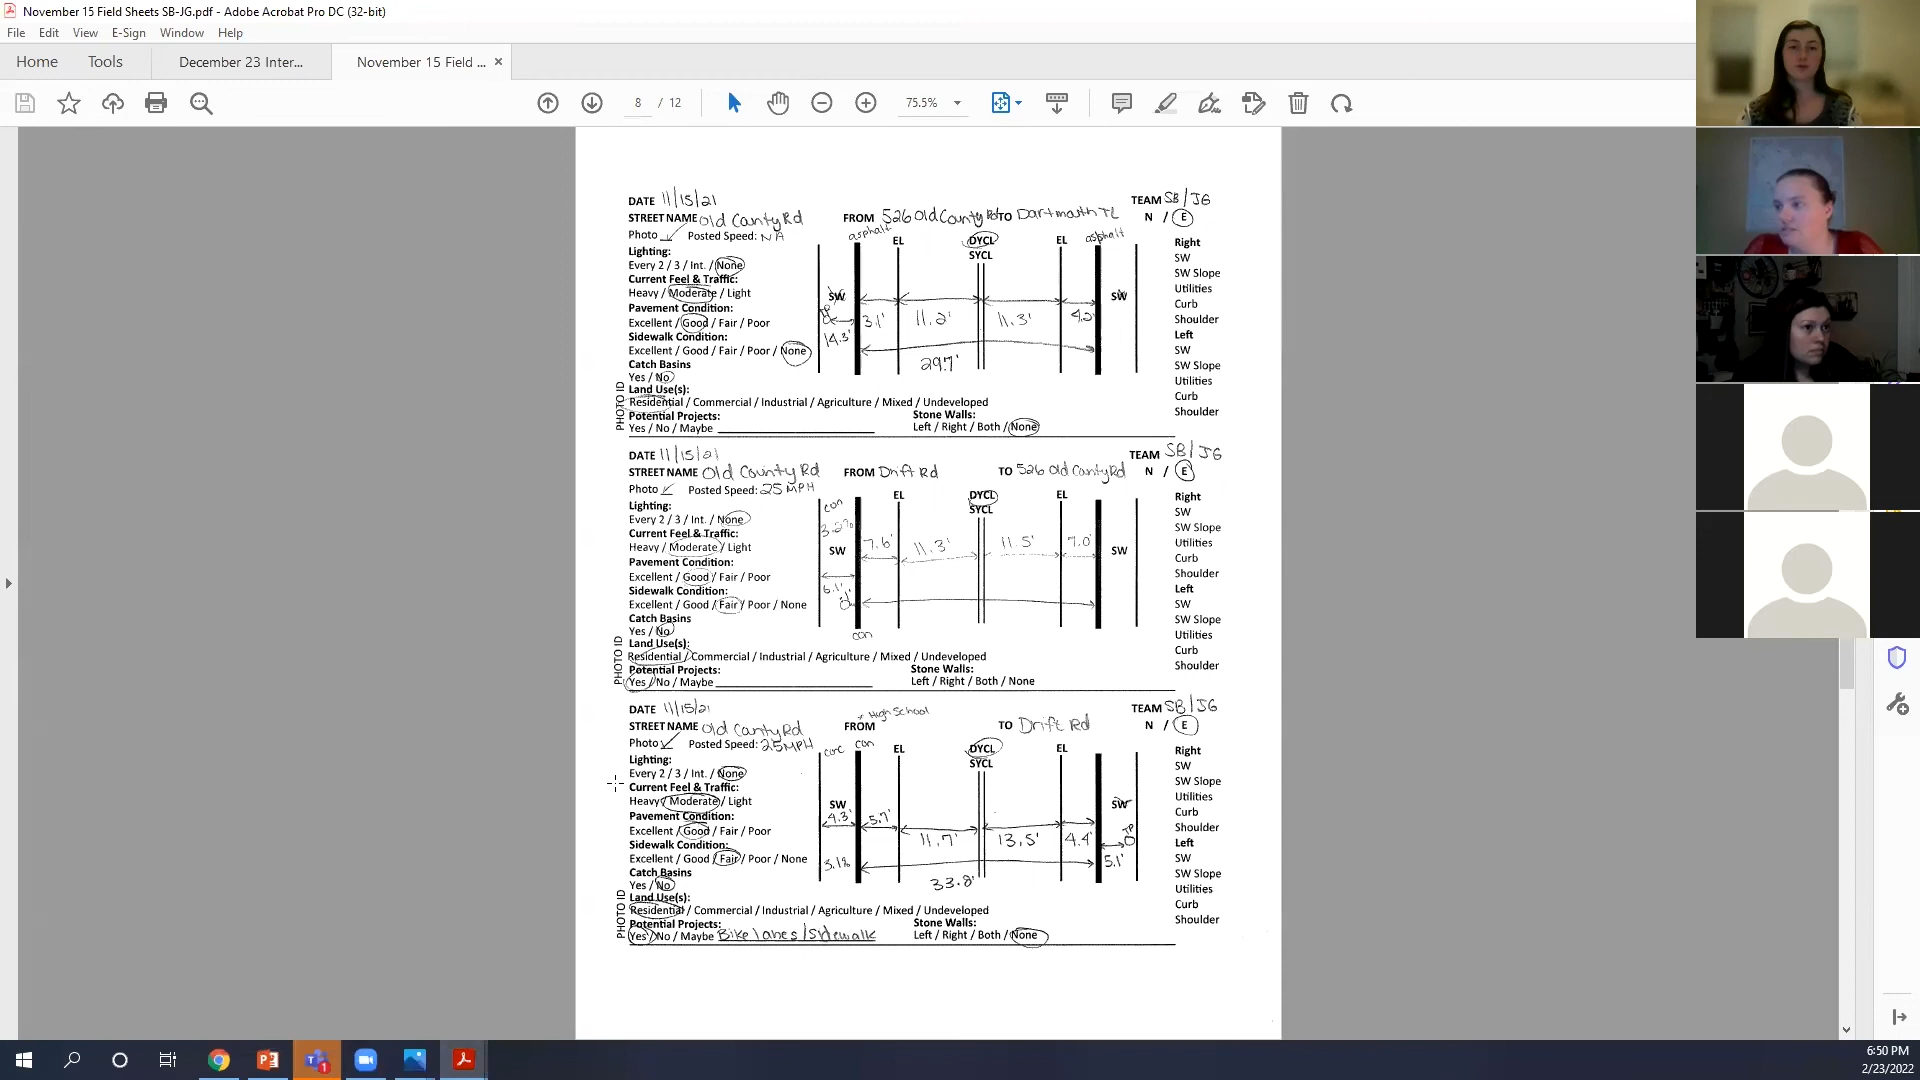 November 15 Field Sheets SB-JG.pdf - Adobe Acrobat Pro DC (32-bit)
File Edit View E-Sign Window Help
Home Tools December 23 Inter... November 15 Field ... ×
8 / 12 75.5%
DATE 11/15/21 TEAM SB/JG
STREET NAME Old County Rd FROM 526 Old County Rd TO Dartmouth TL N / E
Photo Posted Speed: NA asphalt EL DYCL EL asphalt Right
SYCL
Lighting: SW
Every 2 / 3 / Int. / None SW Slope
Current Feel & Traffic: Utilities
Heavy / Moderate / Light SW SW Curb
Pavement Condition: Shoulder
Excellent / Good / Fair / Poor 3.1' 11.2' 11.3' 4.2' Left
Sidewalk Condition: 14.3' SW
Excellent / Good / Fair / Poor / None 29.7' SW Slope
Catch Basins Utilities
Yes / No Curb
Land Use(s): Shoulder
Residential / Commercial / Industrial / Agriculture / Mixed / Undeveloped
Potential Projects: Stone Walls:
Yes / No / Maybe Left / Right / Both / None
PHOTO ID
DATE 11/15/21 TEAM SB/JG
STREET NAME Old County Rd FROM Drift Rd TO 526 Old County Rd N / E
Photo Posted Speed: 25 MPH con EL DYCL EL Right
SYCL
Lighting: SW
Every 2 / 3 / Int. / None SW Slope
Current Feel & Traffic: Utilities
Heavy / Moderate / Light SW 7.6' 11.3' 11.5' 7.0' SW Curb
Pavement Condition: Shoulder
Excellent / Good / Fair / Poor 6.1' Left
Sidewalk Condition: SW
Excellent / Good / Fair / Poor / None SW Slope
Catch Basins Utilities
Yes / No con Curb
Land Use(s): Shoulder
Residential / Commercial / Industrial / Agriculture / Mixed / Undeveloped
Potential Projects: Stone Walls:
Yes / No / Maybe Left / Right / Both / None
PHOTO ID
DATE 11/15/21 TEAM SB/JG
STREET NAME Old County Rd FROM High School TO Drift Rd N / E
Photo Posted Speed: 25MPH conc con EL DYCL EL Right
SYCL
Lighting: SW
Every 2 / 3 / Int. / None SW Slope
Current Feel & Traffic: Utilities
Heavy / Moderate / Light SW SW Curb
Pavement Condition: 4.3' 5.7' Shoulder
Excellent / Good / Fair / Poor 11.7' 13.5' 4.4' TP Left
Sidewalk Condition: SW
Excellent / Good / Fair / Poor / None 3.1% 5.1' SW Slope
Catch Basins 33.8' Utilities
Yes / No Curb
Land Use(s): Shoulder
Residential / Commercial / Industrial / Agriculture / Mixed / Undeveloped
Potential Projects: Stone Walls:
Yes / No / Maybe Bike lanes / Sidewalk Left / Right / Both / None
PHOTO ID
6:50 PM
2/23/2022